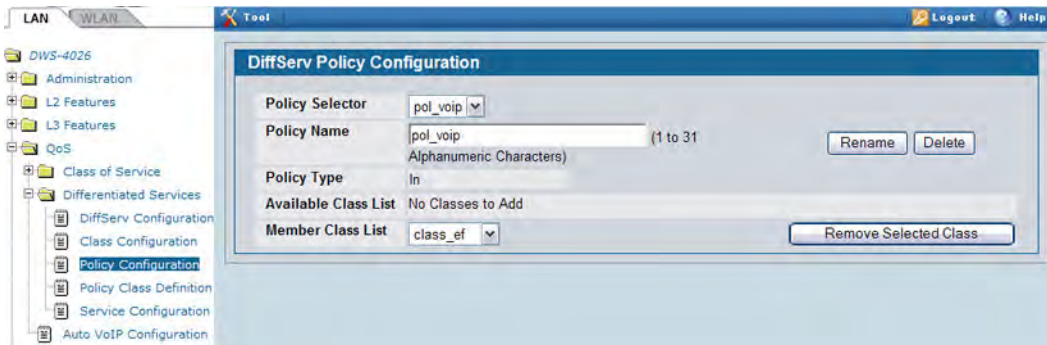 LAN WLAN Tool Logout Help
DWS-4026
Administration
L2 Features
L3 Features
QoS
Class of Service
Differentiated Services
DiffServ Configuration
Class Configuration
Policy Configuration
Policy Class Definition
Service Configuration
Auto VoIP Configuration
DiffServ Policy Configuration
Policy Selector pol_voip
Policy Name pol_voip (1 to 31
Alphanumeric Characters)
Rename Delete
Policy Type In
Available Class List No Classes to Add
Member Class List class_ef Remove Selected Class